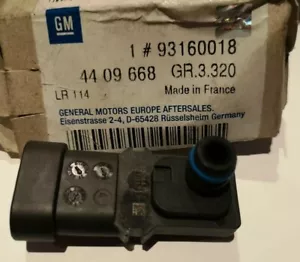 GM
1 # 93160018
44 09 668 GR.3.320
LR 114 Made in France
GENERAL MOTORS EUROPE AFTERSALES.
Eisenstrasse 2-4, D-65428 Rüsselsheim Germany